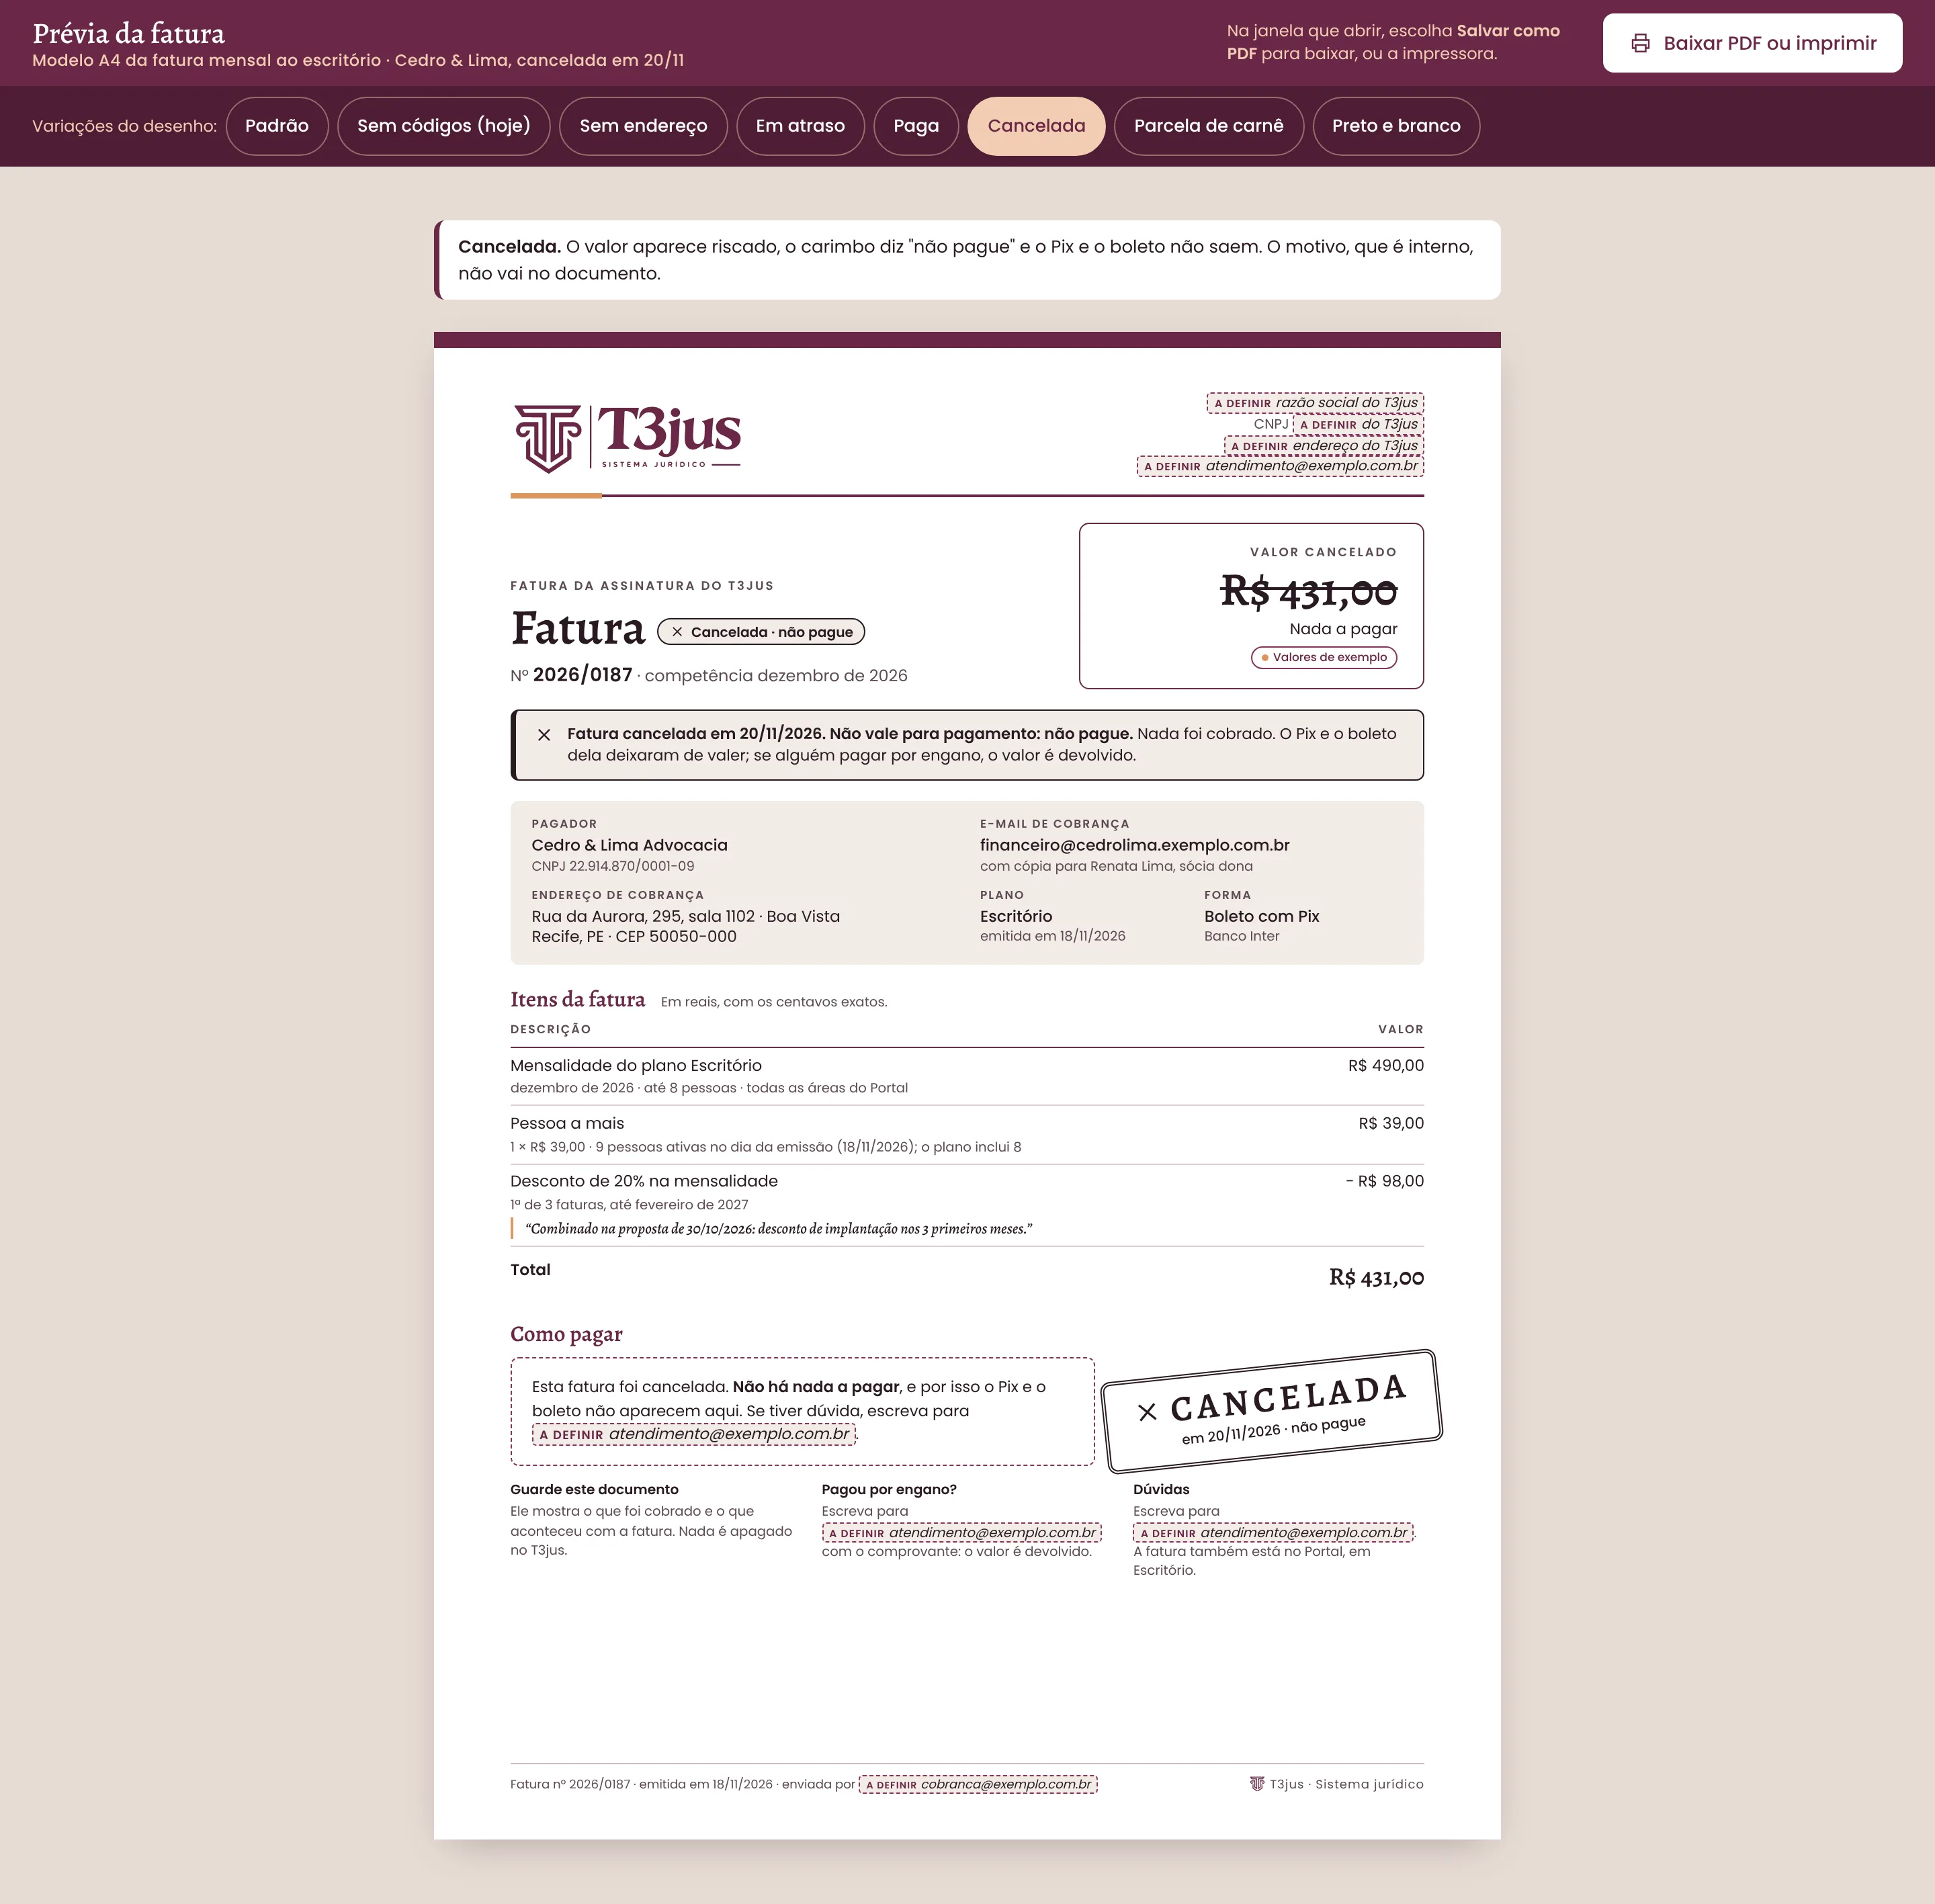 Prévia da fatura
Modelo A4 da fatura mensal ao escritório · Cedro & Lima, cancelada em 20/11
Na janela que abrir, escolha Salvar como
PDF para baixar, ou a impressora.
Baixar PDF ou imprimir
Variações do desenho:
Padrão
Sem códigos (hoje)
Sem endereço
Em atraso
Paga
Cancelada
Parcela de carnê
Preto e branco
Cancelada. O valor aparece riscado, o carimbo diz "não pague" e o Pix e o boleto não saem. O motivo, que é interno,
não vai no documento.
T3jus
SISTEMA JURÍDICO
A DEFINIR razão social do T3jus
CNPJ A DEFINIR do T3jus
A DEFINIR endereço do T3jus
A DEFINIR atendimento@exemplo.com.br
FATURA DA ASSINATURA DO T3JUS
Fatura
Cancelada · não pague
Nº 2026/0187 · competência dezembro de 2026
VALOR CANCELADO
R$ 431,00
Nada a pagar
Valores de exemplo
Fatura cancelada em 20/11/2026. Não vale para pagamento: não pague. Nada foi cobrado. O Pix e o boleto
dela deixaram de valer; se alguém pagar por engano, o valor é devolvido.
PAGADOR
Cedro & Lima Advocacia
CNPJ 22.914.870/0001-09
E-MAIL DE COBRANÇA
financeiro@cedrolima.exemplo.com.br
com cópia para Renata Lima, sócia dona
ENDEREÇO DE COBRANÇA
Rua da Aurora, 295, sala 1102 · Boa Vista
Recife, PE · CEP 50050-000
PLANO
Escritório
emitida em 18/11/2026
FORMA
Boleto com Pix
Banco Inter
Itens da fatura
Em reais, com os centavos exatos.
DESCRIÇÃO
VALOR
Mensalidade do plano Escritório
R$ 490,00
dezembro de 2026 · até 8 pessoas · todas as áreas do Portal
Pessoa a mais
R$ 39,00
1 × R$ 39,00 · 9 pessoas ativas no dia da emissão (18/11/2026); o plano inclui 8
Desconto de 20% na mensalidade
− R$ 98,00
1ª de 3 faturas, até fevereiro de 2027
“Combinado na proposta de 30/10/2026: desconto de implantação nos 3 primeiros meses.”
Total
R$ 431,00
Como pagar
Esta fatura foi cancelada. Não há nada a pagar, e por isso o Pix e o
boleto não aparecem aqui. Se tiver dúvida, escreva para
A DEFINIR atendimento@exemplo.com.br.
CANCELADA
em 20/11/2026 · não pague
Guarde este documento
Ele mostra o que foi cobrado e o que
aconteceu com a fatura. Nada é apagado
no T3jus.
Pagou por engano?
Escreva para
A DEFINIR atendimento@exemplo.com.br
com o comprovante: o valor é devolvido.
Dúvidas
Escreva para
A DEFINIR atendimento@exemplo.com.br.
A fatura também está no Portal, em
Escritório.
Fatura nº 2026/0187 · emitida em 18/11/2026 · enviada por A DEFINIR cobranca@exemplo.com.br
T3jus · Sistema jurídico